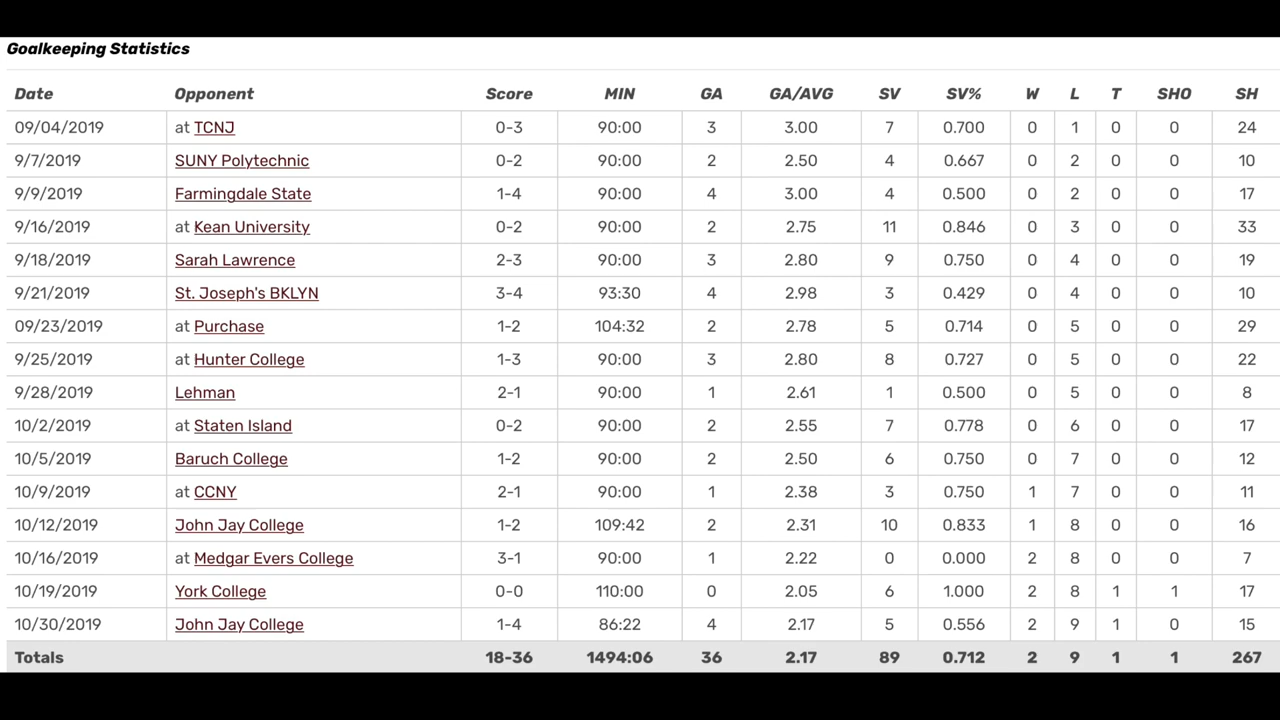 Goalkeeping Statistics
Date Opponent Score MIN GA GA/AVG SV SV% W L T SHO SH
09/04/2019 at TCNJ 0-3 90:00 3 3.00 7 0.700 0 1 0 0 24
9/7/2019 SUNY Polytechnic 0-2 90:00 2 2.50 4 0.667 0 2 0 0 10
9/9/2019 Farmingdale State 1-4 90:00 4 3.00 4 0.500 0 2 0 0 17
9/16/2019 at Kean University 0-2 90:00 2 2.75 11 0.846 0 3 0 0 33
9/18/2019 Sarah Lawrence 2-3 90:00 3 2.80 9 0.750 0 4 0 0 19
9/21/2019 St. Joseph's BKLYN 3-4 93:30 4 2.98 3 0.429 0 4 0 0 10
09/23/2019 at Purchase 1-2 104:32 2 2.78 5 0.714 0 5 0 0 29
9/25/2019 at Hunter College 1-3 90:00 3 2.80 8 0.727 0 5 0 0 22
9/28/2019 Lehman 2-1 90:00 1 2.61 1 0.500 0 5 0 0 8
10/2/2019 at Staten Island 0-2 90:00 2 2.55 7 0.778 0 6 0 0 17
10/5/2019 Baruch College 1-2 90:00 2 2.50 6 0.750 0 7 0 0 12
10/9/2019 at CCNY 2-1 90:00 1 2.38 3 0.750 1 7 0 0 11
10/12/2019 John Jay College 1-2 109:42 2 2.31 10 0.833 1 8 0 0 16
10/16/2019 at Medgar Evers College 3-1 90:00 1 2.22 0 0.000 2 8 0 0 7
10/19/2019 York College 0-0 110:00 0 2.05 6 1.000 2 8 1 1 17
10/30/2019 John Jay College 1-4 86:22 4 2.17 5 0.556 2 9 1 0 15
Totals 18-36 1494:06 36 2.17 89 0.712 2 9 1 1 267